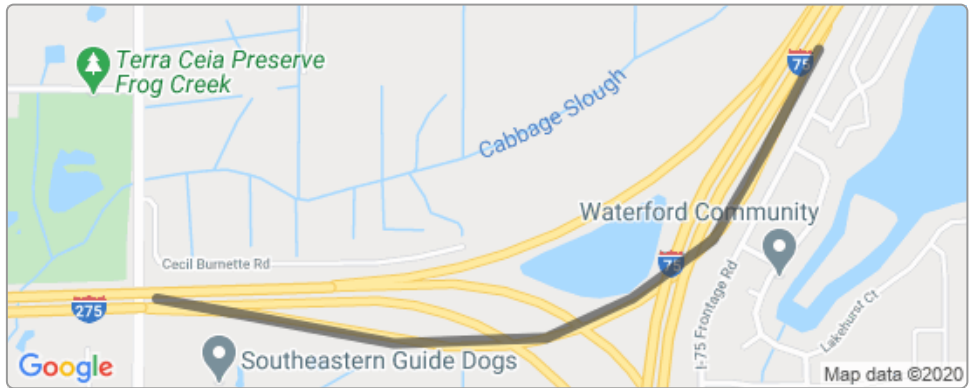 75
Terra Ceia Preserve
Frog Creek
Cabbage Slough
Waterford Community
Cecil Burnette Rd
75
275
I-75 Frontage Rd
Lakehurst Ct
Southeastern Guide Dogs
Google
Map data ©2020